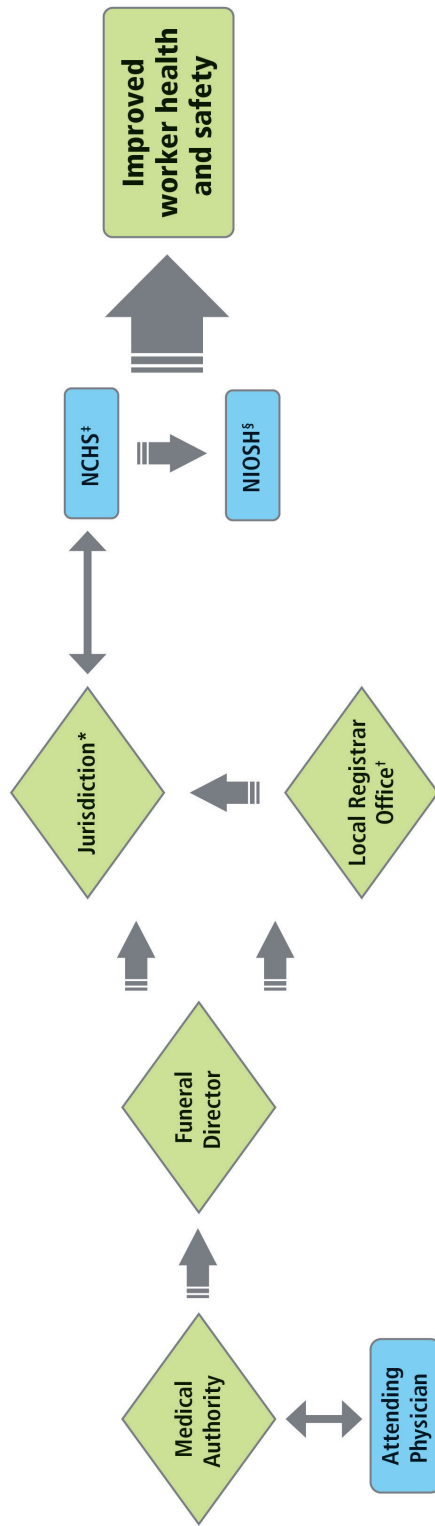 Medical
Authority
Attending
Physician
Funeral
Director
Jurisdiction*
Local Registrar
Office†
NCHS‡
NIOSH§
Improved
worker health
and safety